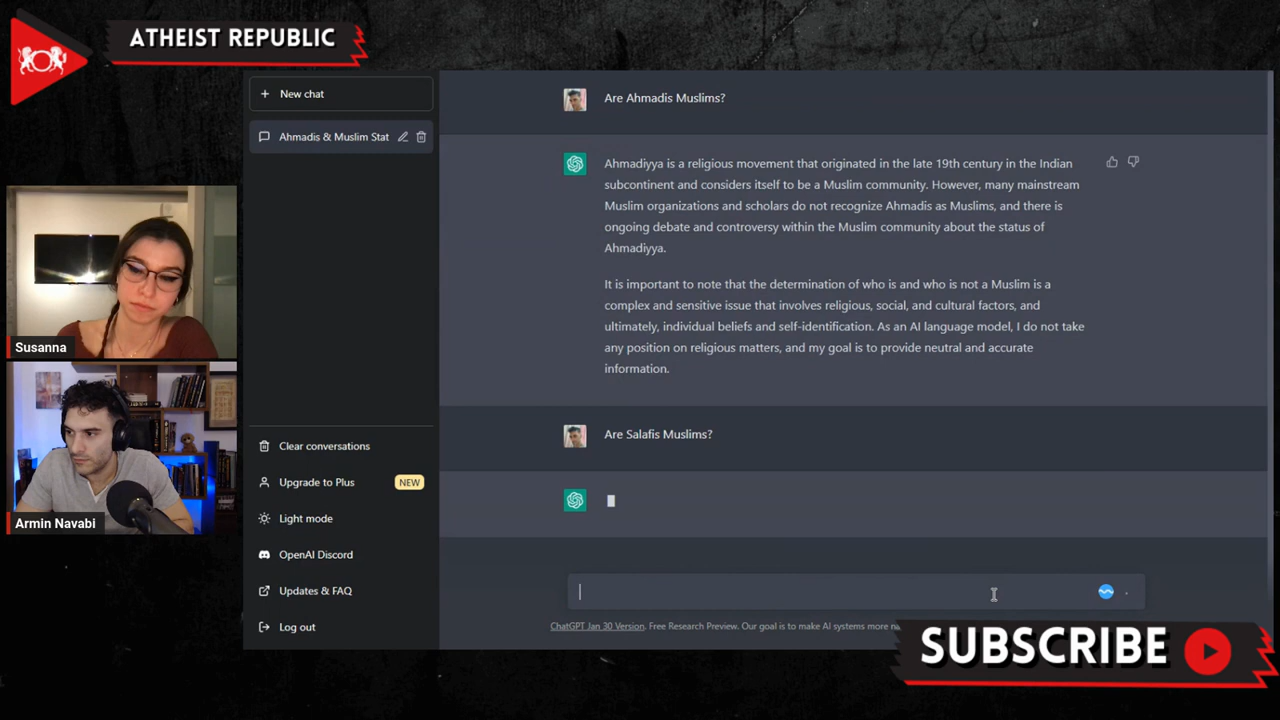 ATHEIST REPUBLIC
New chat
Ahmadis & Muslim Stat
Susanna
Armin Navabi
Clear conversations
Upgrade to Plus NEW
Light mode
OpenAI Discord
Updates & FAQ
Log out
Are Ahmadis Muslims?
Ahmadiyya is a religious movement that originated in the late 19th century in the Indian
subcontinent and considers itself to be a Muslim community. However, many mainstream
Muslim organizations and scholars do not recognize Ahmadis as Muslims, and there is
ongoing debate and controversy within the Muslim community about the status of
Ahmadiyya.
It is important to note that the determination of who is and who is not a Muslim is a
complex and sensitive issue that involves religious, social, and cultural factors, and
ultimately, individual beliefs and self-identification. As an AI language model, I do not take
any position on religious matters, and my goal is to provide neutral and accurate
information.
Are Salafis Muslims?
ChatGPT Jan 30 Version. Free Research Preview. Our goal is to make AI systems more
SUBSCRIBE